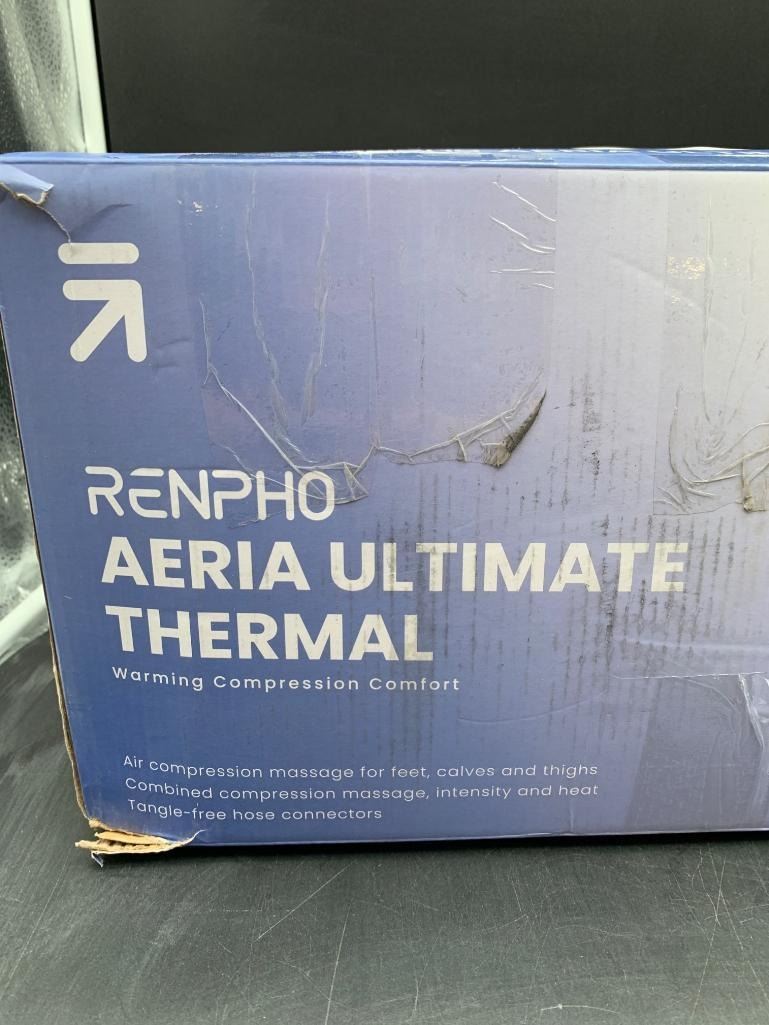 RENPHO
AERIA ULTIMATE
THERMAL
Warming Compression Comfort
Air compression massage for feet, calves and thighs
Combined compression massage, intensity and heat
Tangle-free hose connectors